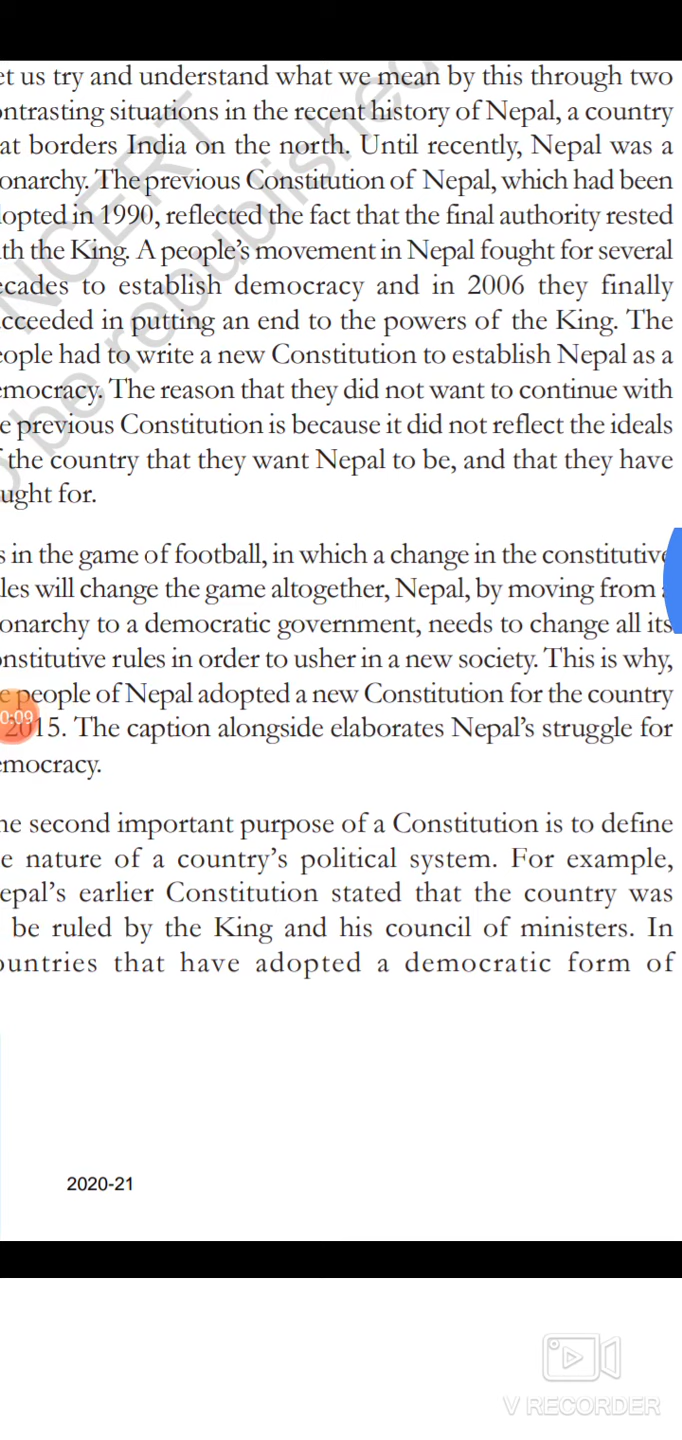 et us try and understand what we mean by this through two
ontrasting situations in the recent history of Nepal, a country
at borders India on the north. Until recently, Nepal was a
onarchy. The previous Constitution of Nepal, which had been
lopted in 1990, reflected the fact that the final authority rested
th the King. A people's movement in Nepal fought for several
ecades to establish democracy and in 2006 they finally
cceeded in putting an end to the powers of the King. The
eople had to write a new Constitution to establish Nepal as a
emocracy. The reason that they did not want to continue with
e previous Constitution is because it did not reflect the ideals
f the country that they want Nepal to be, and that they have
ught for.
s in the game of football, in which a change in the constitutive
les will change the game altogether, Nepal, by moving from a
onarchy to a democratic government, needs to change all its
onstitutive rules in order to usher in a new society. This is why,
e people of Nepal adopted a new Constitution for the country
0:09
2015. The caption alongside elaborates Nepal's struggle for
emocracy.
he second important purpose of a Constitution is to define
e nature of a country's political system. For example,
epal's earlier Constitution stated that the country was
be ruled by the King and his council of ministers. In
ountries that have adopted a democratic form of
NCERT
be republished
2020-21
V RECORDER